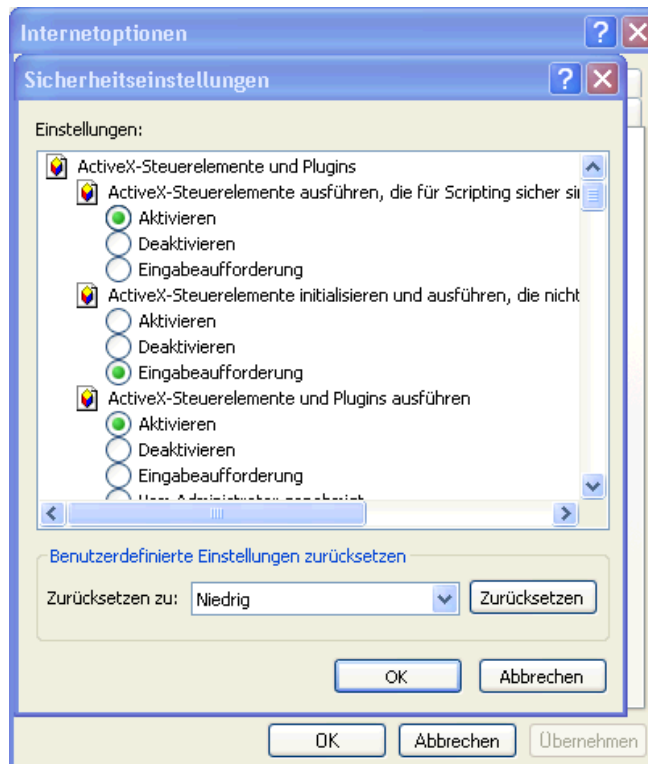 Internetoptionen
Sicherheitseinstellungen
Einstellungen:
ActiveX-Steuerelemente und Plugins
ActiveX-Steuerelemente ausführen, die für Scripting sicher
Aktivieren
Deaktivieren
Eingabeaufforderung
ActiveX-Steuerelemente initialisieren und ausführen, die nicht
Aktivieren
Deaktivieren
Eingabeaufforderung
ActiveX-Steuerelemente und Plugins ausführen
Aktivieren
Deaktivieren
Eingabeaufforderung
Benutzerdefinierte Einstellungen zurücksetzen
Zurücksetzen zu: Niedrig Zurücksetzen
OK Abbrechen
OK Abbrechen Übernehmen